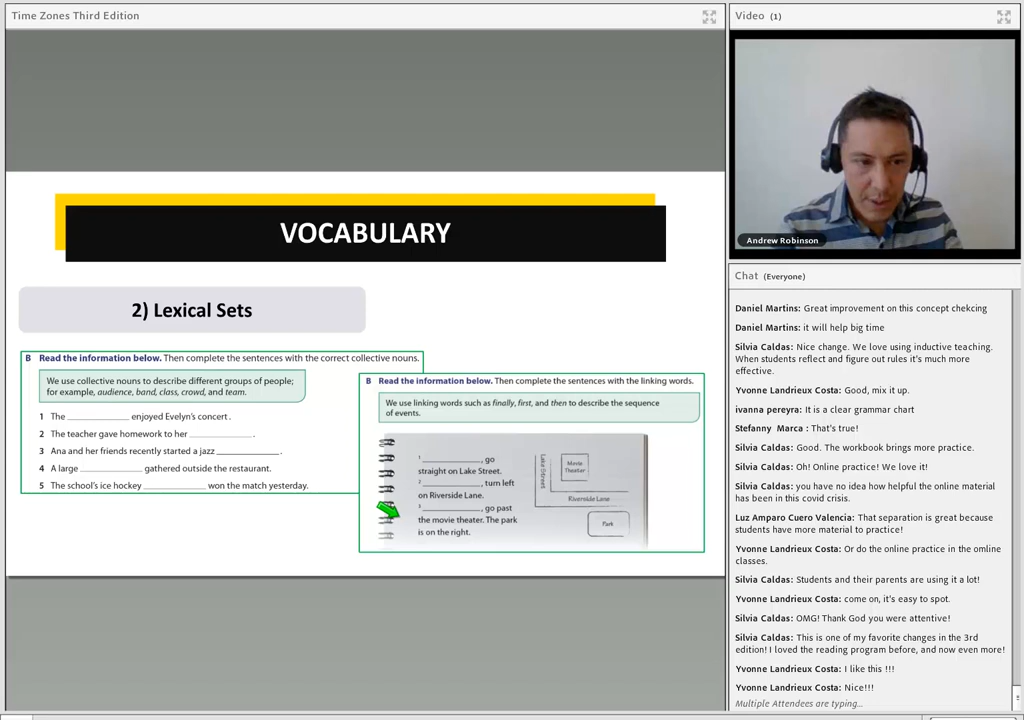 Time Zones Third Edition
VOCABULARY
2) Lexical Sets
B Read the information below. Then complete the sentences with the correct collective nouns.
We use collective nouns to describe different groups of people;
for example, audience, band, class, crowd, and team.
1 The ______________ enjoyed Evelyn's concert.
2 The teacher gave homework to her ______________ .
3 Ana and her friends recently started a jazz ______________ .
4 A large ______________ gathered outside the restaurant.
5 The school's ice hockey ______________ won the match yesterday.
B Read the information below. Then complete the sentences with the linking words.
We use linking words such as finally, first, and then to describe the sequence
of events.
1 ______________, go
straight on Lake Street.
2 ______________, turn left
on Riverside Lane.
3 ______________, go past
the movie theater. The park
is on the right.
Lake Street
Movie
Theater
Riverside Lane
Park
Video (1)
Andrew Robinson
Chat (Everyone)
Daniel Martins: Great improvement on this concept chekcing
Daniel Martins: it will help big time
Silvia Caldas: Nice change. We love using inductive teaching.
When students reflect and figure out rules it's much more
effective.
Yvonne Landrieux Costa: Good, mix it up.
ivanna pereyra: It is a clear grammar chart
Stefanny Marca : That's true!
Silvia Caldas: Good. The workbook brings more practice.
Silvia Caldas: Oh! Online practice! We love it!
Silvia Caldas: you have no idea how helpful the online material
has been in this covid crisis.
Luz Amparo Cuero Valencia: That separation is great because
students have more material to practice!
Yvonne Landrieux Costa: Or do the online practice in the omline
classes.
Silvia Caldas: Students and their parents are using it a lot!
Yvonne Landrieux Costa: come on, it's easy to spot.
Silvia Caldas: OMG! Thank God you were attentive!
Silvia Caldas: This is one of my favorite changes in the 3rd
edition! I loved the reading program before, and now even more!
Yvonne Landrieux Costa: I like this !!!
Yvonne Landrieux Costa: Nice!!!
Multiple Attendees are typing...